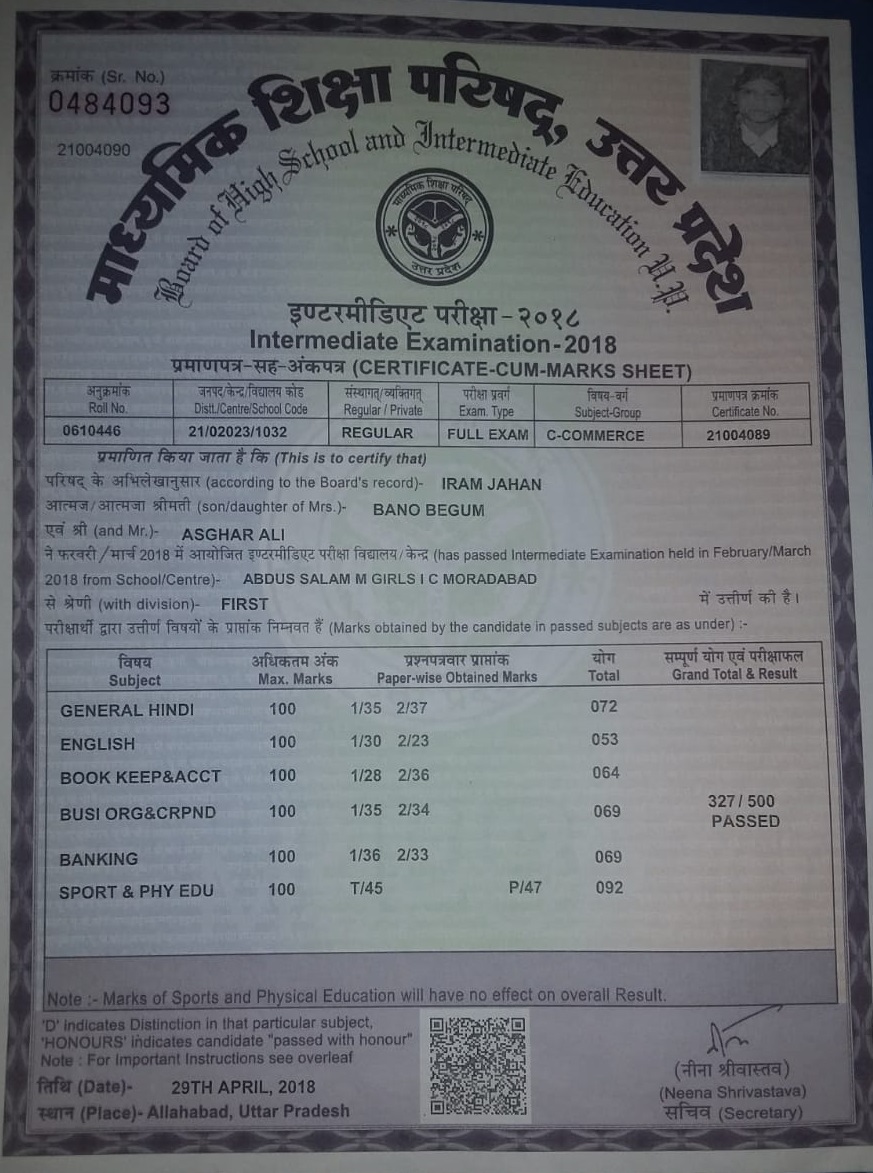 क्रमांक (Sr. No.)
0484093
21004090
माध्यमिक शिक्षा परिषद्, उत्तर प्रदेश
Board of High School and Intermediate Education U.P.
माध्यमिक शिक्षा परिषद
उत्तर प्रदेश
इण्टरमीडिएट परीक्षा - २०१८
Intermediate Examination-2018
प्रमाणपत्र-सह-अंकपत्र (CERTIFICATE-CUM-MARKS SHEET)
अनुक्रमांक जनपद/केन्द्र/विद्यालय कोड संस्थागत/व्यक्तिगत् परीक्षा प्रवर्ग विषय-वर्ग प्रमाणपत्र क्रमांक
Roll No. Distt./Centre/School Code Regular / Private Exam. Type Subject-Group Certificate No.
0610446 21/02023/1032 REGULAR FULL EXAM C-COMMERCE 21004089
प्रमाणित किया जाता है कि (This is to certify that)
परिषद् के अभिलेखानुसार (according to the Board's record)- IRAM JAHAN
आत्मज/आत्मजा श्रीमती (son/daughter of Mrs.)- BANO BEGUM
एवं श्री (and Mr.)- ASGHAR ALI
ने फरवरी/मार्च 2018 में आयोजित इण्टरमीडिएट परीक्षा विद्यालय/केन्द्र (has passed Intermediate Examination held in February/March
2018 from School/Centre)- ABDUS SALAM M GIRLS I C MORADABAD
से श्रेणी (with division)- FIRST में उत्तीर्ण की है।
परीक्षार्थी द्वारा उत्तीर्ण विषयों के प्राप्तांक निम्नवत हैं (Marks obtained by the candidate in passed subjects are as under) :-
विषय अधिकतम अंक प्रश्नपत्रवार प्राप्तांक योग सम्पूर्ण योग एवं परीक्षाफल
Subject Max. Marks Paper-wise Obtained Marks Total Grand Total & Result
GENERAL HINDI 100 1/35 2/37 072
ENGLISH 100 1/30 2/23 053
BOOK KEEP&ACCT 100 1/28 2/36 064
BUSI ORG&CRPND 100 1/35 2/34 069 327 / 500
PASSED
BANKING 100 1/36 2/33 069
SPORT & PHY EDU 100 T/45 P/47 092
Note :- Marks of Sports and Physical Education will have no effect on overall Result.
'D' indicates Distinction in that particular subject,
'HONOURS' indicates candidate "passed with honour"
Note : For Important Instructions see overleaf
तिथि (Date)- 29TH APRIL, 2018
स्थान (Place)- Allahabad, Uttar Pradesh
(नीना श्रीवास्तव)
(Neena Shrivastava)
सचिव (Secretary)